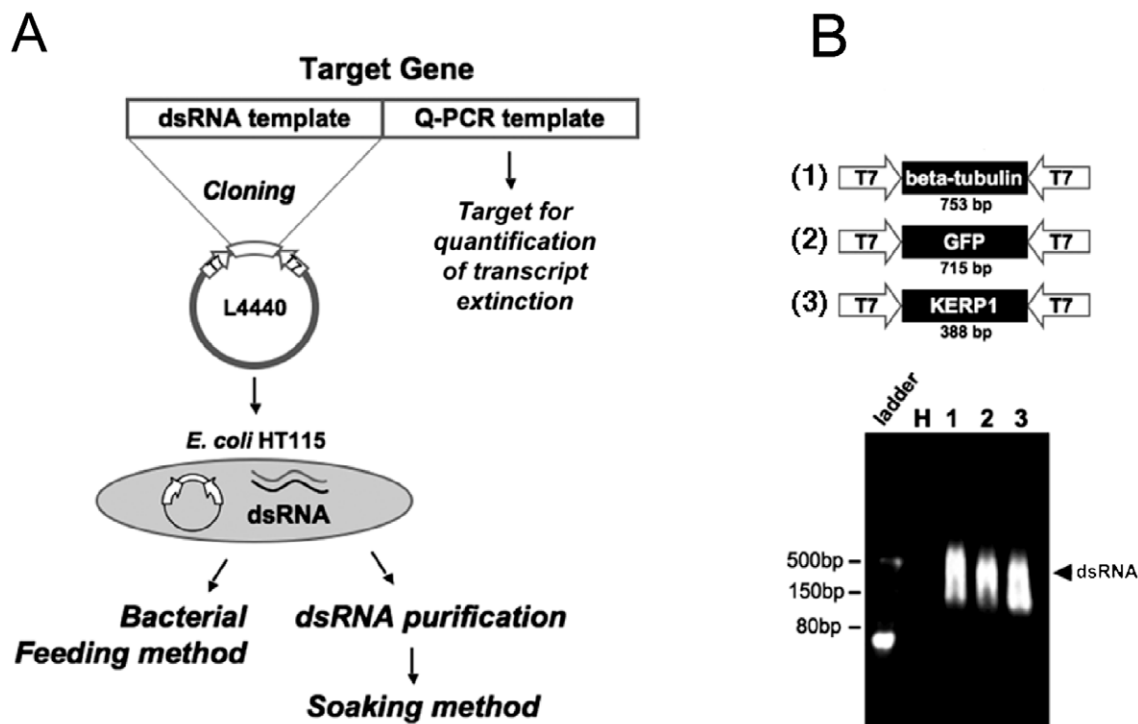 A
Target Gene
dsRNA template
Q-PCR template
Cloning
Target for
quantification
of transcript
extinction
T7 T7
L4440
E. coli HT115
dsRNA
Bacterial
Feeding method
dsRNA purification
Soaking method
B
(1) T7 beta-tubulin T7
753 bp
(2) T7 GFP T7
715 bp
(3) T7 KERP1 T7
388 bp
ladder H 1 2 3
500bp
150bp
80bp
dsRNA